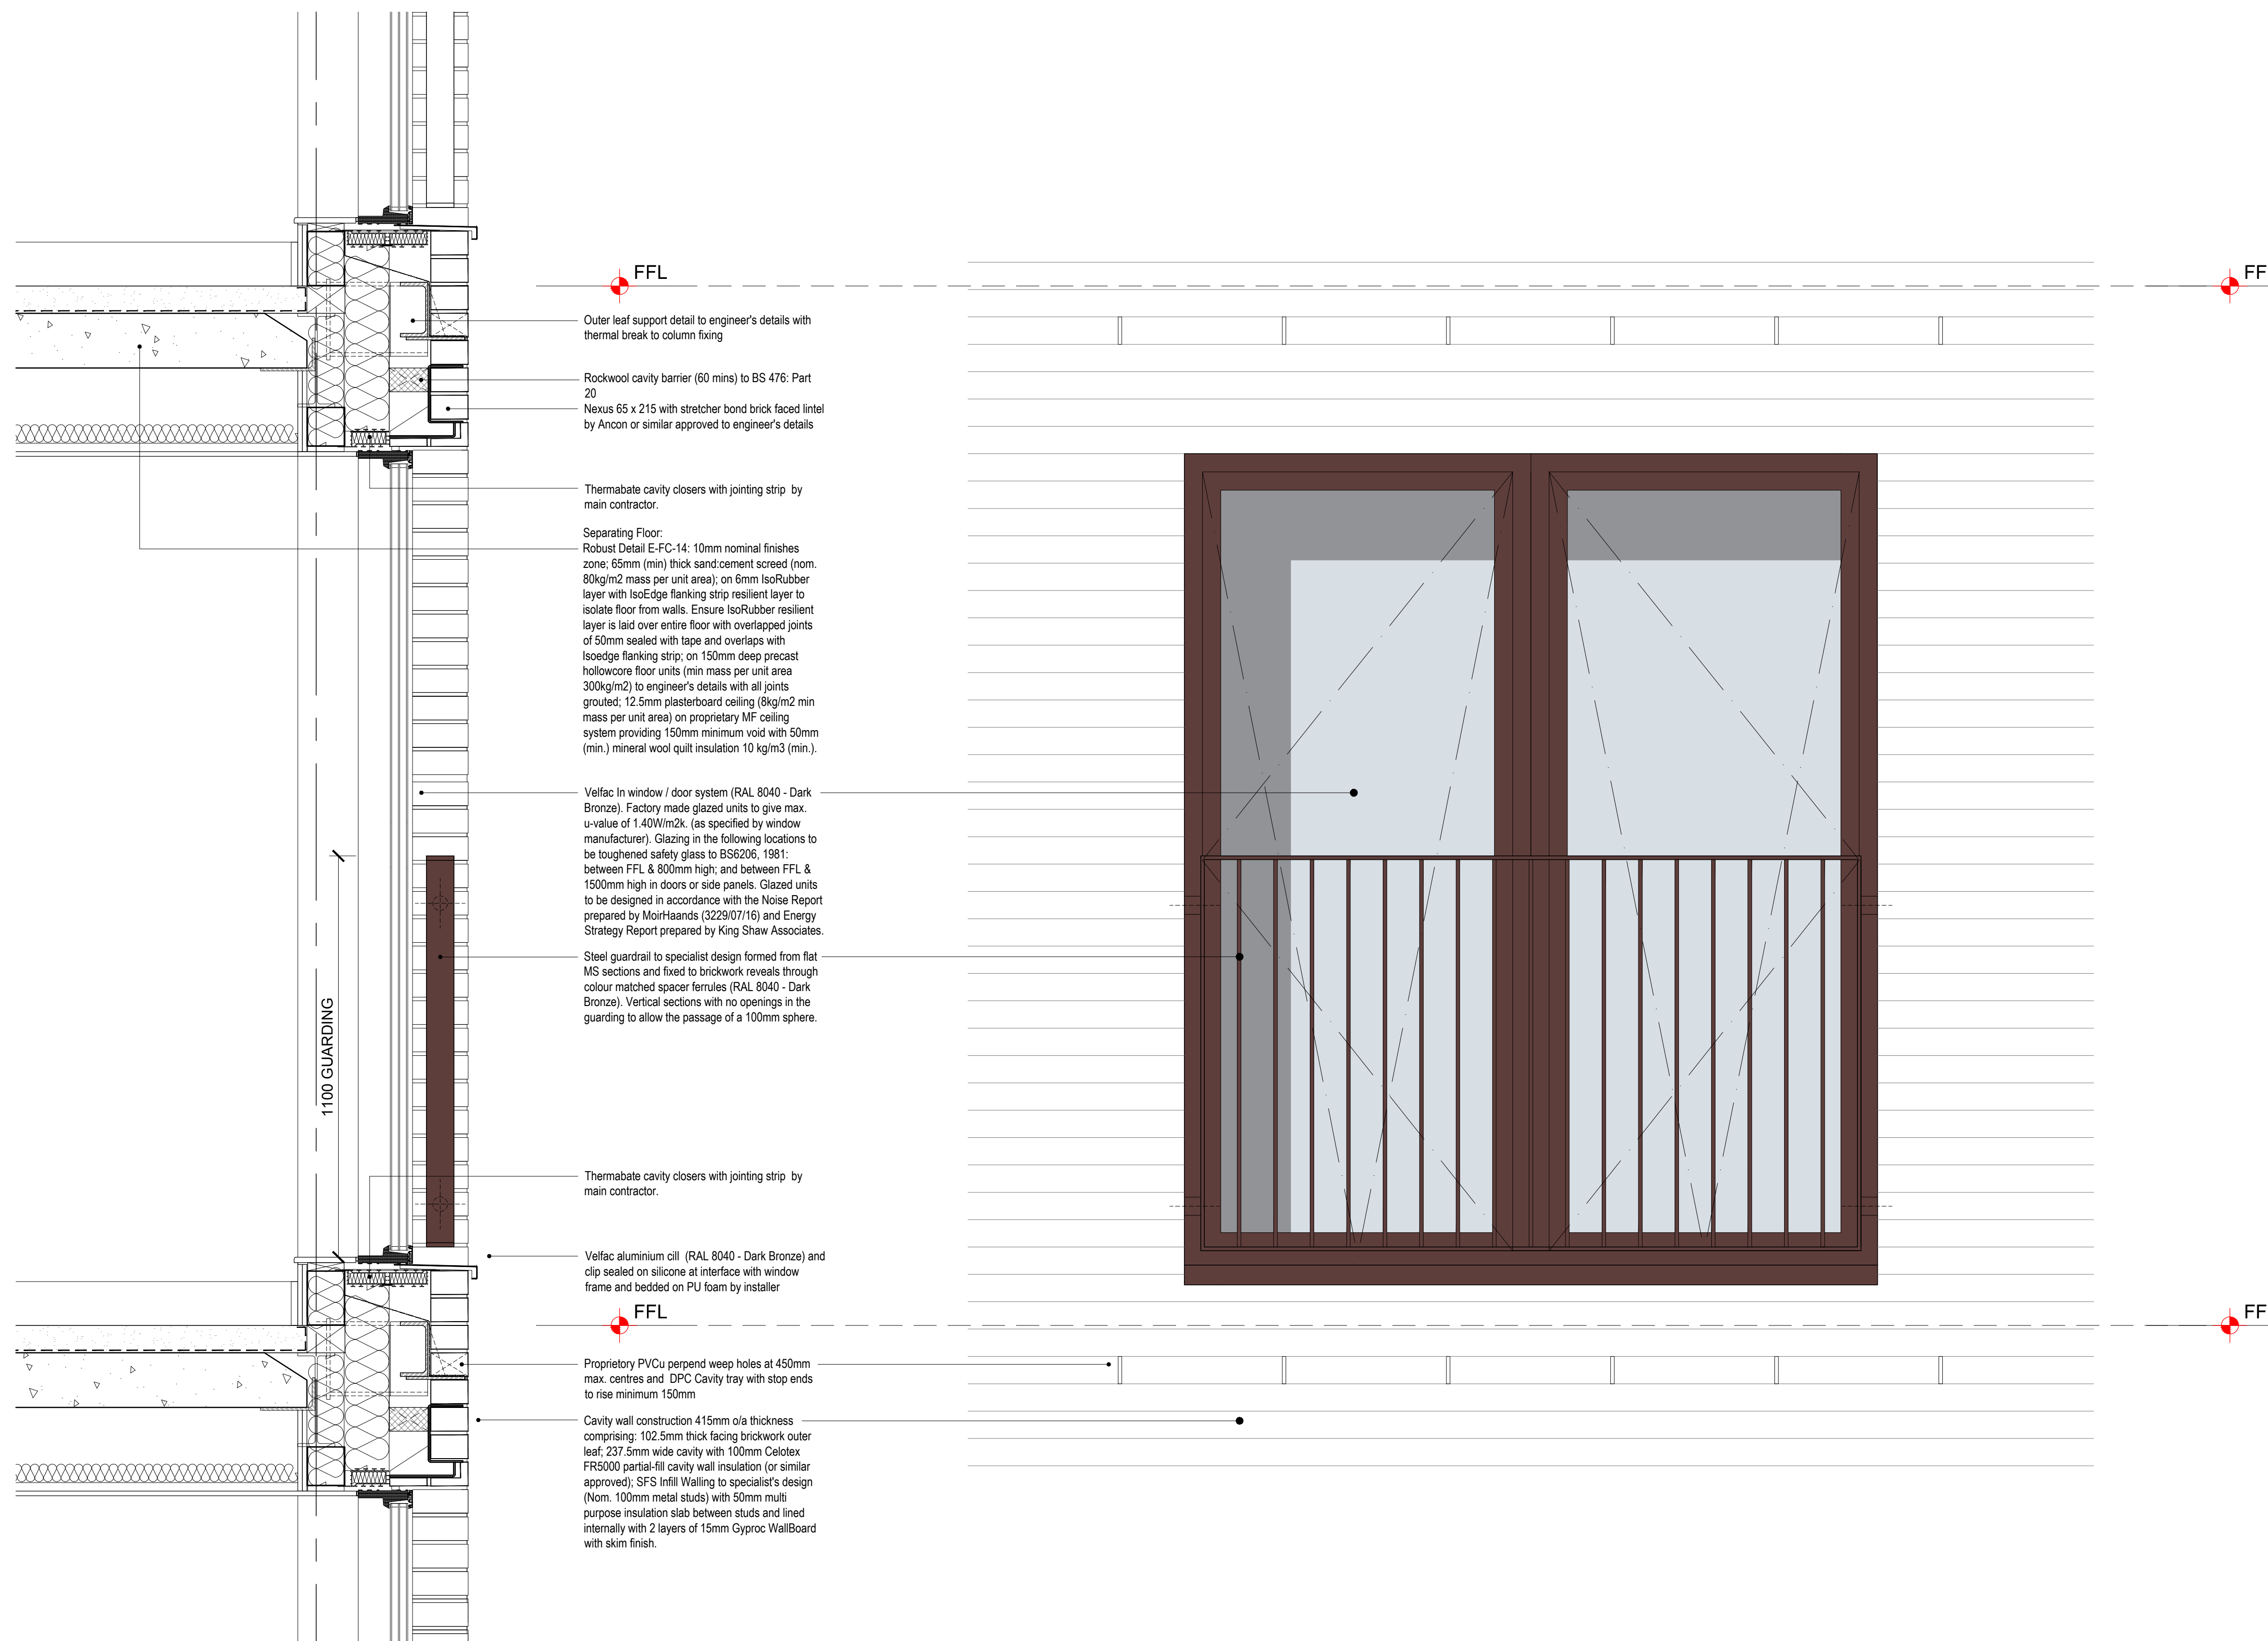 FFL
FF
Outer leaf support detail to engineer's details with
thermal break to column fixing
Rockwool cavity barrier (60 mins) to BS 476: Part
20
Nexus 65 x 215 with stretcher bond brick faced lintel
by Ancon or similar approved to engineer's details
Thermabate cavity closers with jointing strip by
main contractor.
Separating Floor:
Robust Detail E-FC-14: 10mm nominal finishes
zone; 65mm (min) thick sand:cement screed (nom.
80kg/m2 mass per unit area); on 6mm IsoRubber
layer with IsoEdge flanking strip resilient layer to
isolate floor from walls. Ensure IsoRubber resilient
layer is laid over entire floor with overlapped joints
of 50mm sealed with tape and overlaps with
Isoedge flanking strip; on 150mm deep precast
hollowcore floor units (min mass per unit area
300kg/m2) to engineer's details with all joints
grouted; 12.5mm plasterboard ceiling (8kg/m2 min
mass per unit area) on proprietary MF ceiling
system providing 150mm minimum void with 50mm
(min.) mineral wool quilt insulation 10 kg/m3 (min.).
Velfac In window / door system (RAL 8040 - Dark
Bronze). Factory made glazed units to give max.
u-value of 1.40W/m2k. (as specified by window
manufacturer). Glazing in the following locations to
be toughened safety glass to BS6206, 1981:
between FFL & 800mm high; and between FFL &
1500mm high in doors or side panels. Glazed units
to be designed in accordance with the Noise Report
prepared by MoirHaands (3229/07/16) and Energy
Strategy Report prepared by King Shaw Associates.
Steel guardrail to specialist design formed from flat
MS sections and fixed to brickwork reveals through
colour matched spacer ferrules (RAL 8040 - Dark
Bronze). Vertical sections with no openings in the
guarding to allow the passage of a 100mm sphere.
1100 GUARDING
Thermabate cavity closers with jointing strip by
main contractor.
Velfac aluminium cill (RAL 8040 - Dark Bronze) and
clip sealed on silicone at interface with window
frame and bedded on PU foam by installer
FFL
FF
Proprietory PVCu perpend weep holes at 450mm
max. centres and DPC Cavity tray with stop ends
to rise minimum 150mm
Cavity wall construction 415mm o/a thickness
comprising: 102.5mm thick facing brickwork outer
leaf; 237.5mm wide cavity with 100mm Celotex
FR5000 partial-fill cavity wall insulation (or similar
approved); SFS Infill Walling to specialist's design
(Nom. 100mm metal studs) with 50mm multi
purpose insulation slab between studs and lined
internally with 2 layers of 15mm Gyproc WallBoard
with skim finish.